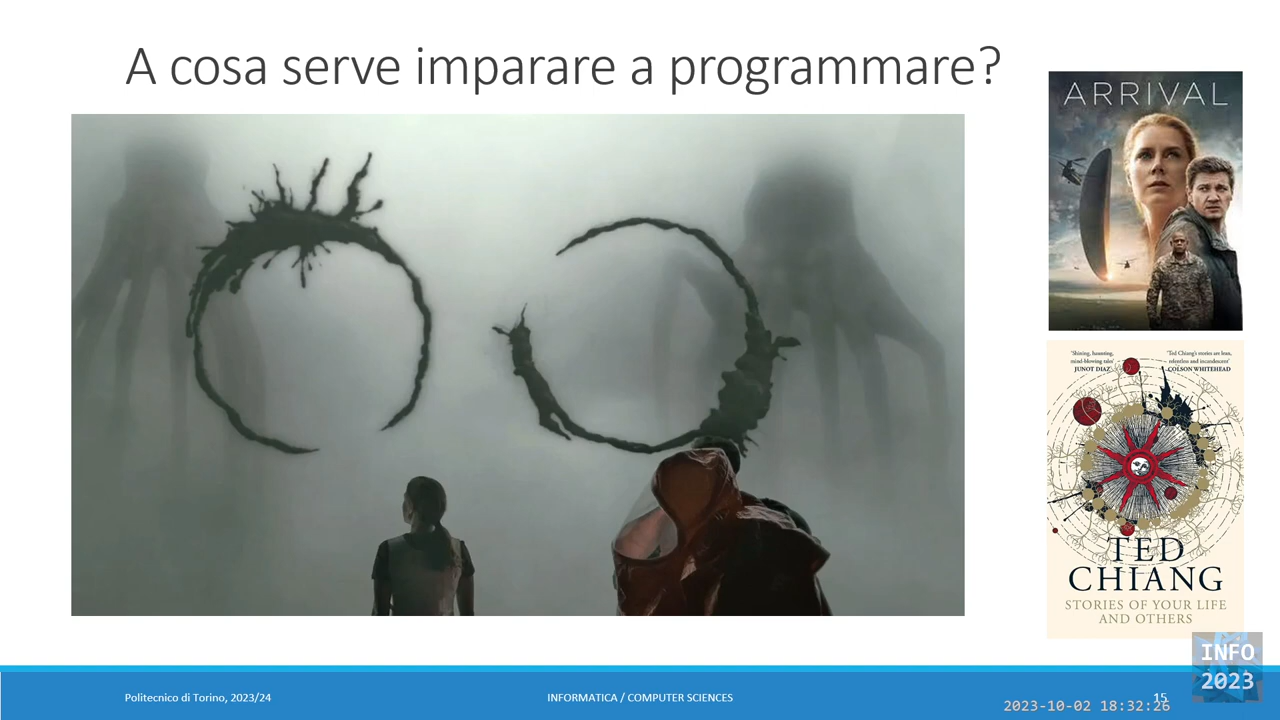 A cosa serve imparare a programmare?
ARRIVAL
'Shining, haunting,
mind-blowing tales'
JUNOT DIAZ
'Ted Chiang's stories are lean,
relentless and incandescent'
COLSON WHITEHEAD
TED
CHIANG
STORIES OF YOUR LIFE
AND OTHERS
INFO
2023
Politecnico di Torino, 2023/24
INFORMATICA / COMPUTER SCIENCES
15
2023-10-02 18:32:26